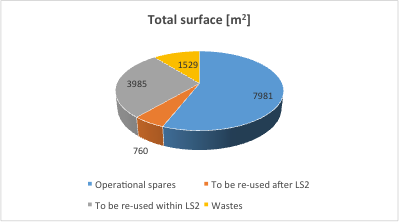 Total surface [m²]
1529
3985
7981
760
Operational spares
To be re-used after LS2
To be re-used within LS2
Wastes